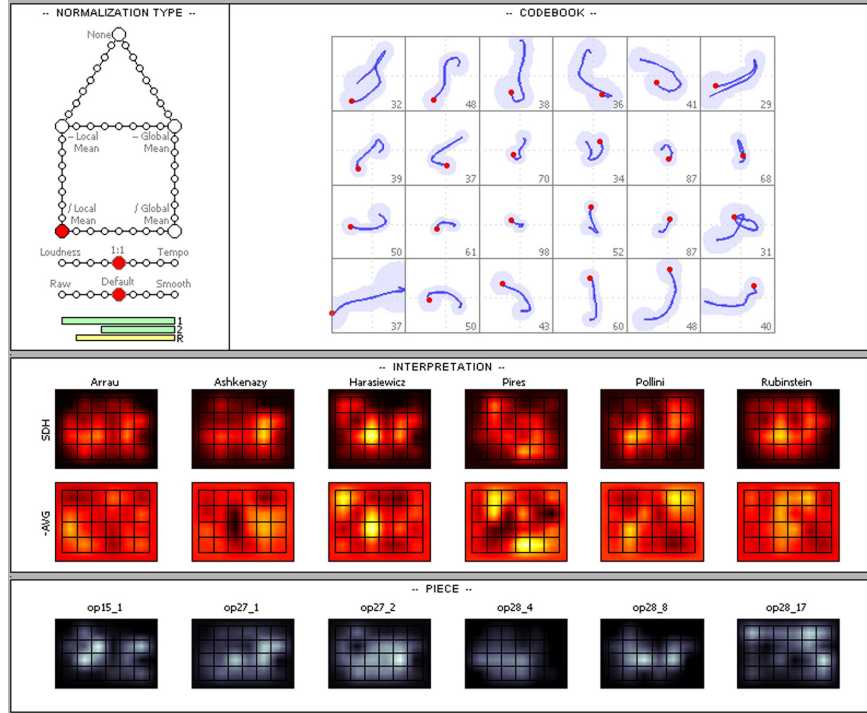 -- NORMALIZATION TYPE --
None
– Local Mean
– Global Mean
/ Local Mean
/ Global Mean
Loudness 1:1 Tempo
Raw Default Smooth
1
2
R
-- CODEBOOK --
32 48 38 36 41 29
39 37 70 34 87 68
50 61 98 52 87 31
37 50 43 60 48 40
-- INTERPRETATION --
Arrau Ashkenazy Harasiewicz Pires Pollini Rubinstein
SDH
-AVG
-- PIECE --
op15_1 op27_1 op27_2 op28_4 op28_8 op28_17